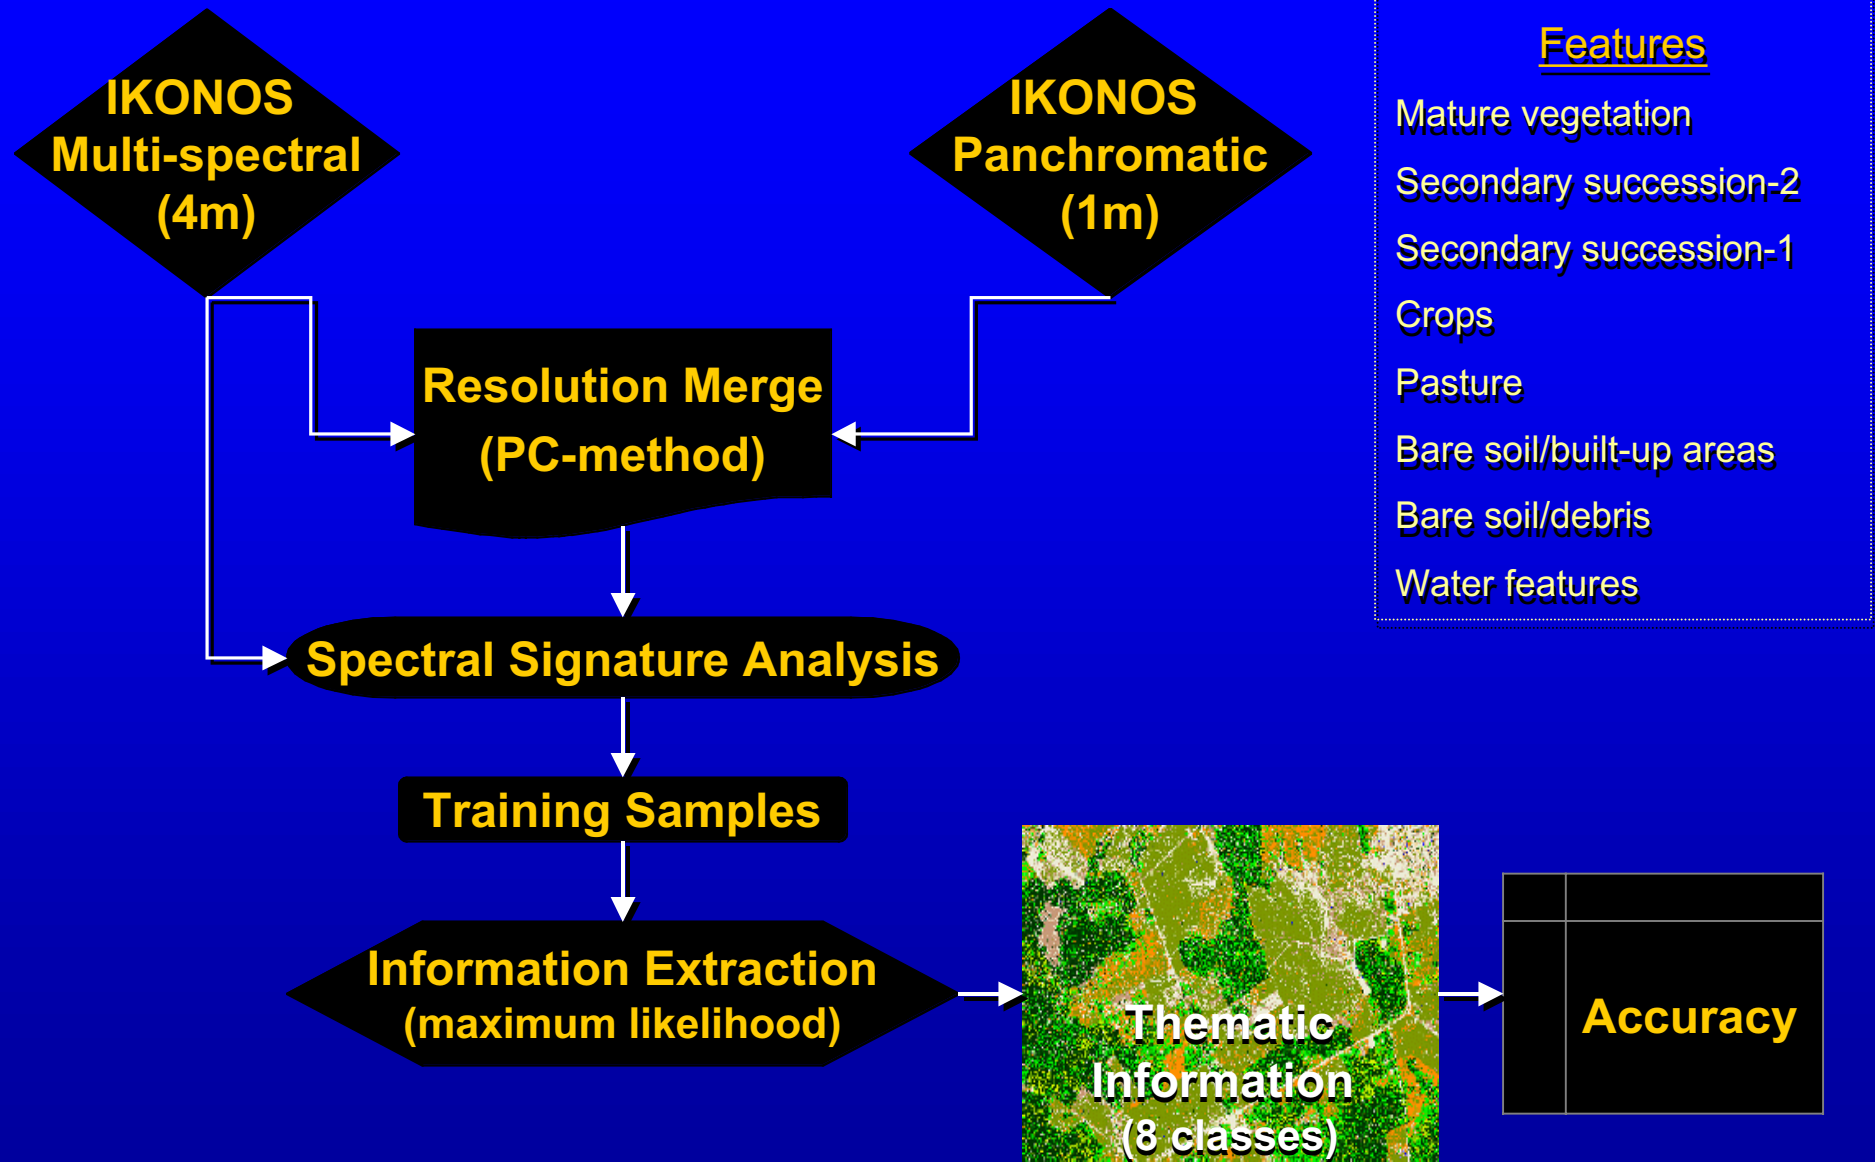 IKONOS
Multi-spectral
(4m)
IKONOS
Panchromatic
(1m)
Features
Mature vegetation
Secondary succession-2
Secondary succession-1
Crops
Pasture
Bare soil/built-up areas
Bare soil/debris
Water features
Resolution Merge
(PC-method)
Spectral Signature Analysis
Training Samples
Information Extraction
(maximum likelihood)
Thematic
Information
(8 classes)
Accuracy